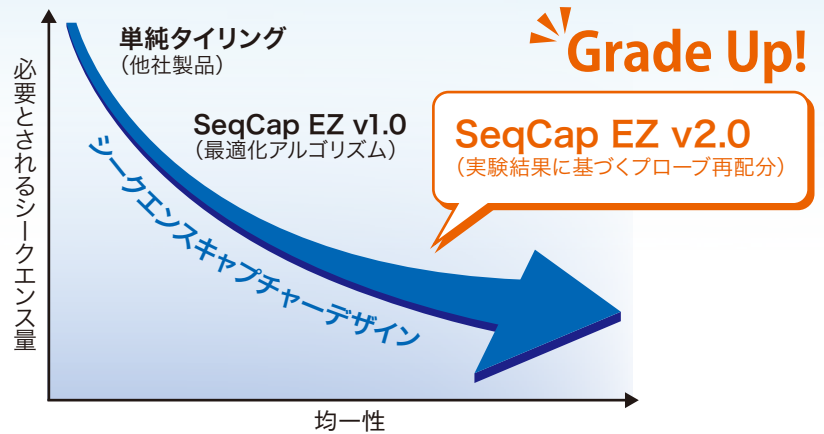 Grade Up!
単純タイリング
（他社製品）
SeqCap EZ v1.0
（最適化アルゴリズム）
SeqCap EZ v2.0
（実験結果に基づくプローブ再配分）
シークエンスキャプチャーデザイン
必要とされるシークエンス量
均一性